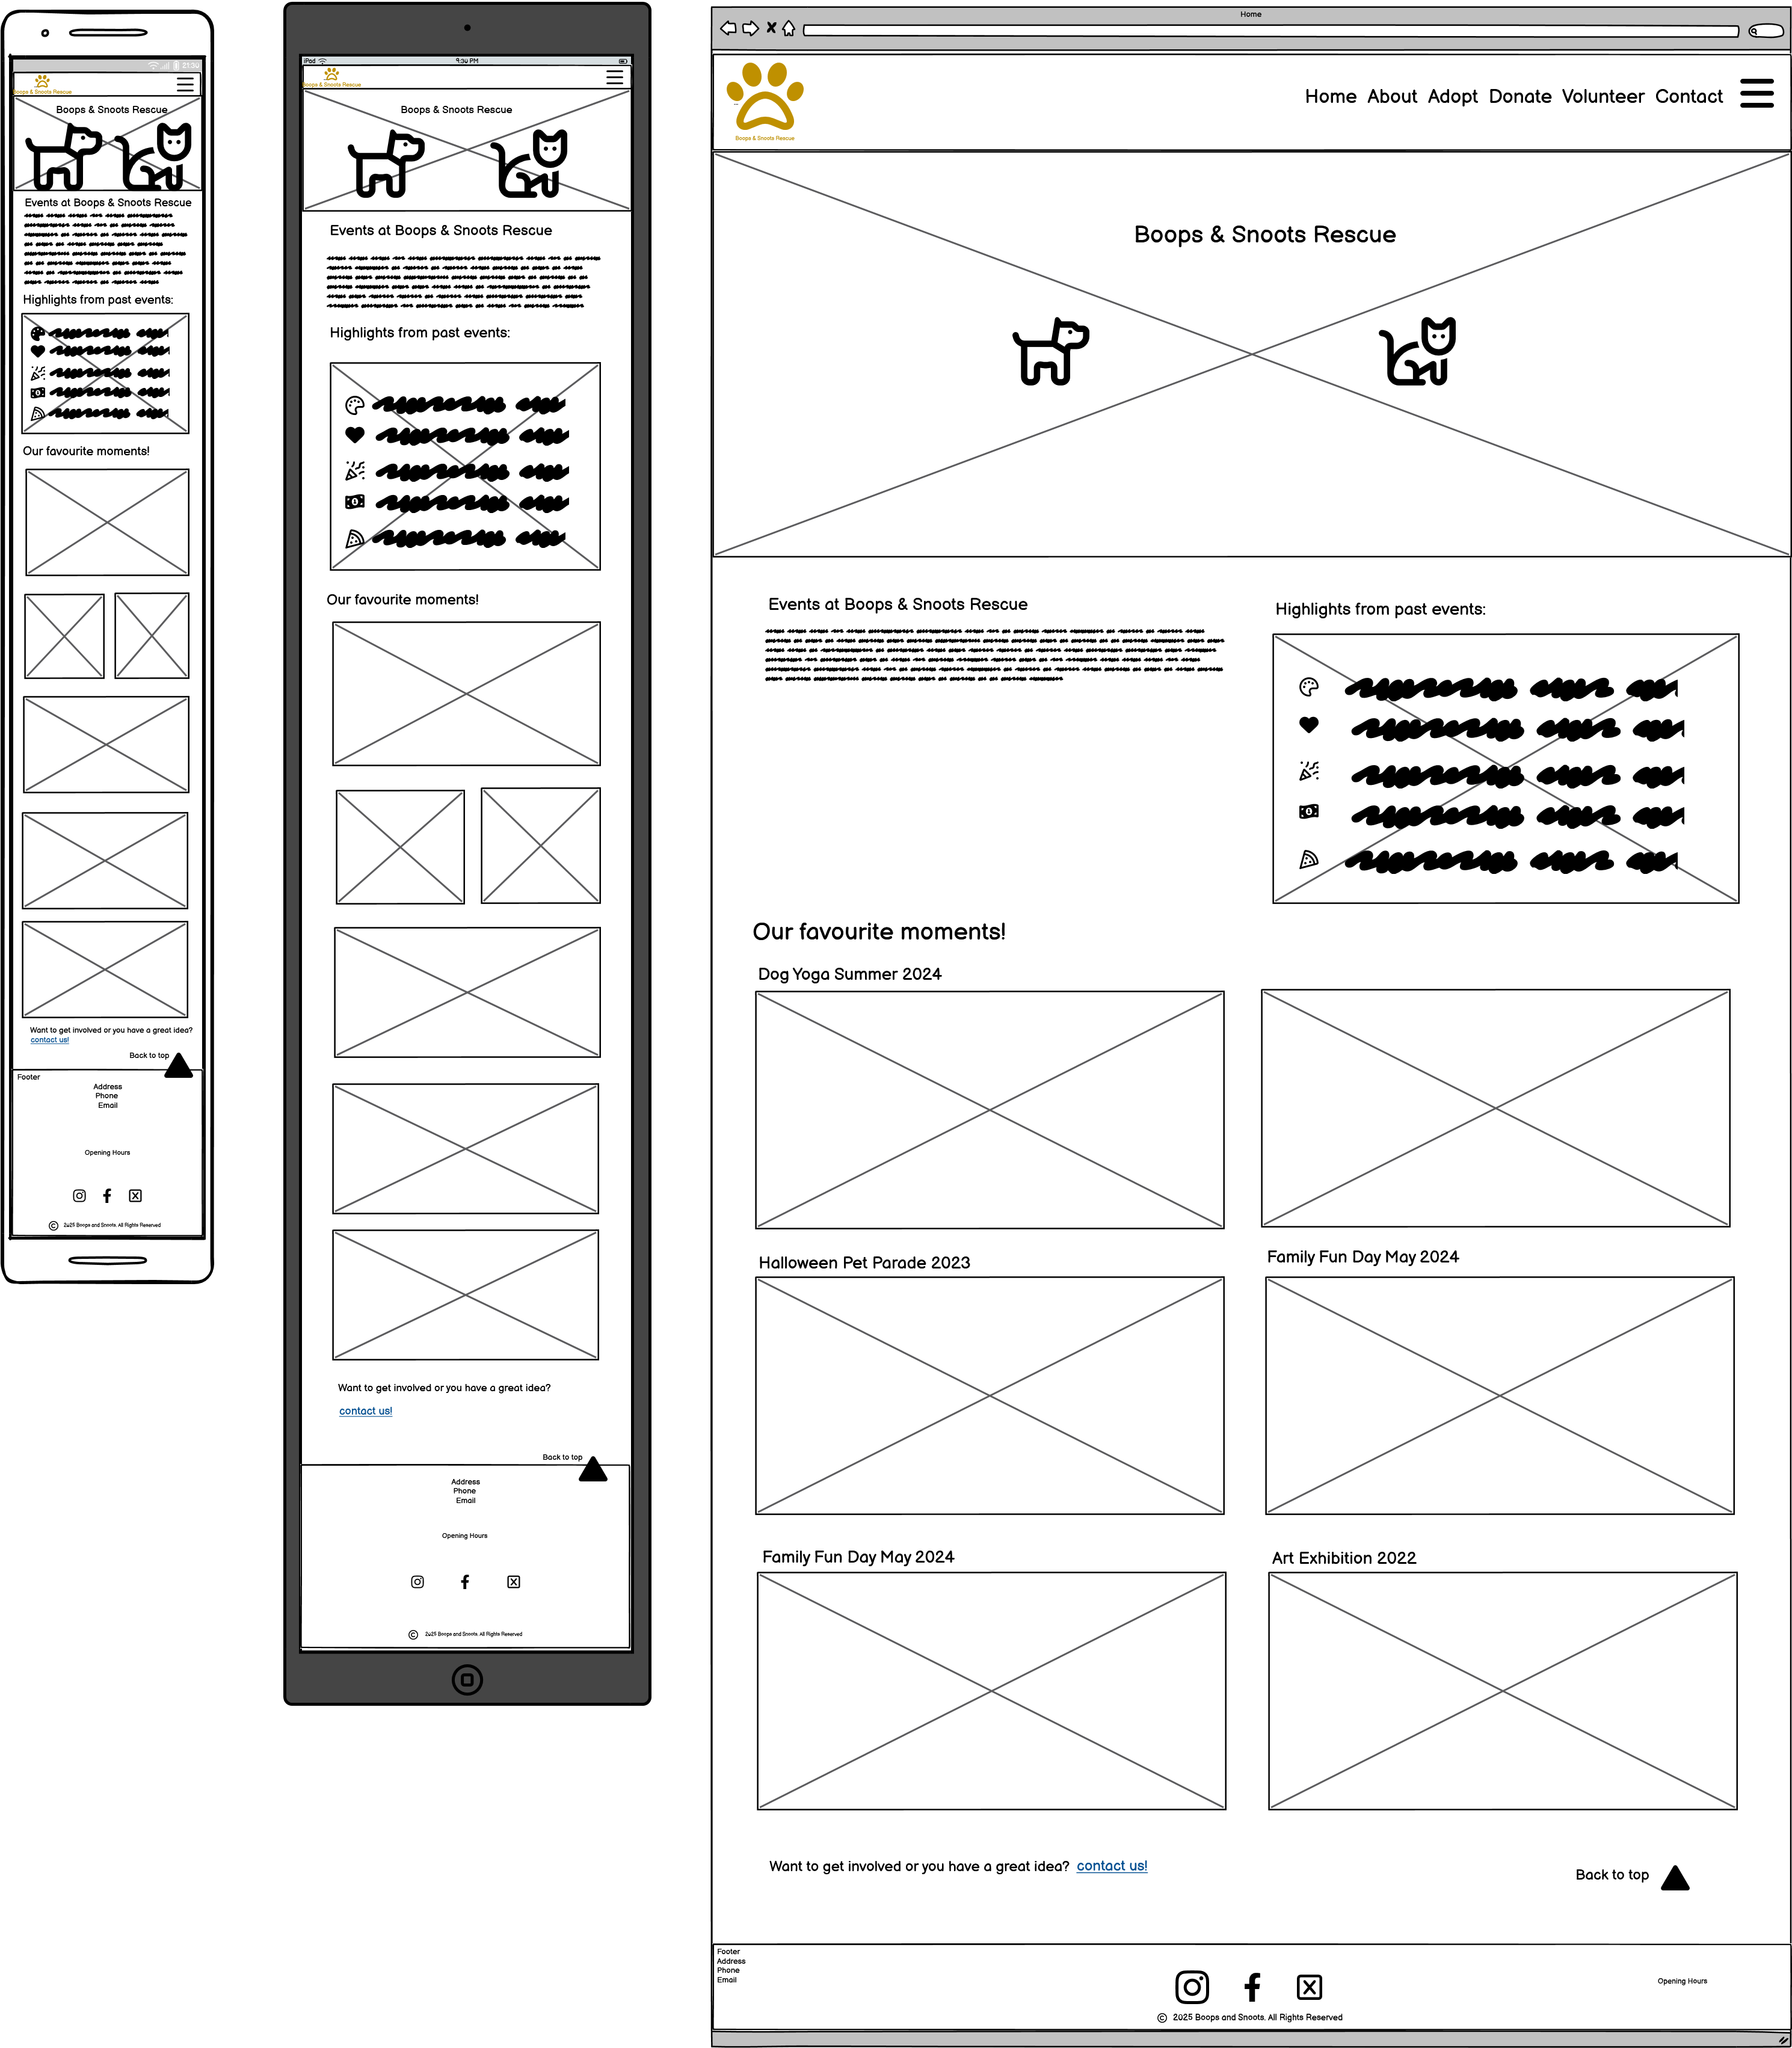 21:00
Boops & Snoots Rescue
Boops & Snoots Rescue
Events at Boops & Snoots Rescue
Highlights from past events:
Our favourite moments!
Want to get involved or you have a great idea?
contact us!
Back to top
Footer
Address
Phone
Email
Opening Hours
© 2025 Boops and Snoots. All Rights Reserved
iPad
9:30 PM
Boops & Snoots Rescue
Boops & Snoots Rescue
Events at Boops & Snoots Rescue
Highlights from past events:
Our favourite moments!
Want to get involved or you have a great idea?
contact us!
Back to top
Address
Phone
Email
Opening Hours
© 2025 Boops and Snoots. All Rights Reserved
Home
Boops & Snoots Rescue
Home About Adopt Donate Volunteer Contact
Boops & Snoots Rescue
Events at Boops & Snoots Rescue
Highlights from past events:
Our favourite moments!
Dog Yoga Summer 2024
Halloween Pet Parade 2023
Family Fun Day May 2024
Family Fun Day May 2024
Art Exhibition 2022
Want to get involved or you have a great idea? contact us!
Back to top
Footer
Address
Phone
Email
Opening Hours
© 2025 Boops and Snoots. All Rights Reserved